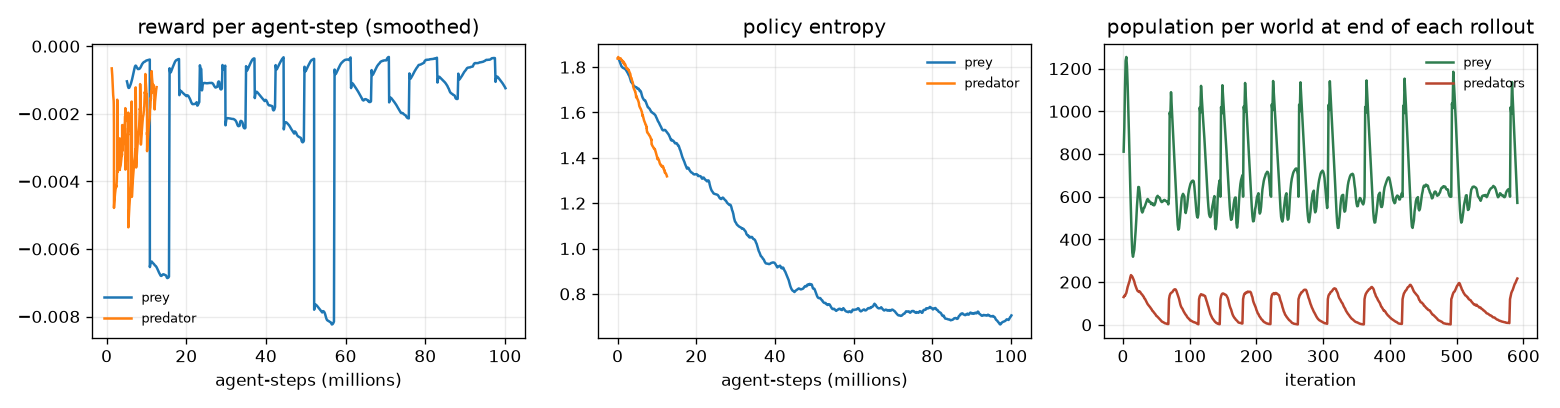 reward per agent-step (smoothed)
0.000
−0.002
−0.004
−0.006
−0.008
prey
predator
0 20 40 60 80 100
agent-steps (millions)
policy entropy
1.8
1.6
1.4
1.2
1.0
0.8
prey
predator
0 20 40 60 80 100
agent-steps (millions)
population per world at end of each rollout
1200
1000
800
600
400
200
0
prey
predators
0 100 200 300 400 500 600
iteration